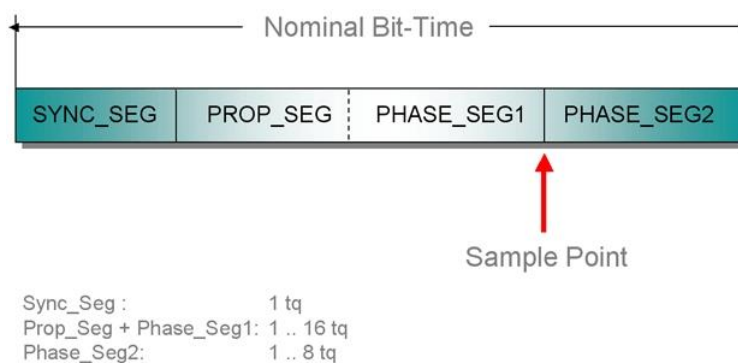 Nominal Bit-Time
SYNC_SEG PROP_SEG PHASE_SEG1 PHASE_SEG2
Sample Point
Sync_Seg : 1 tq
Prop_Seg + Phase_Seg1: 1 .. 16 tq
Phase_Seg2: 1 .. 8 tq